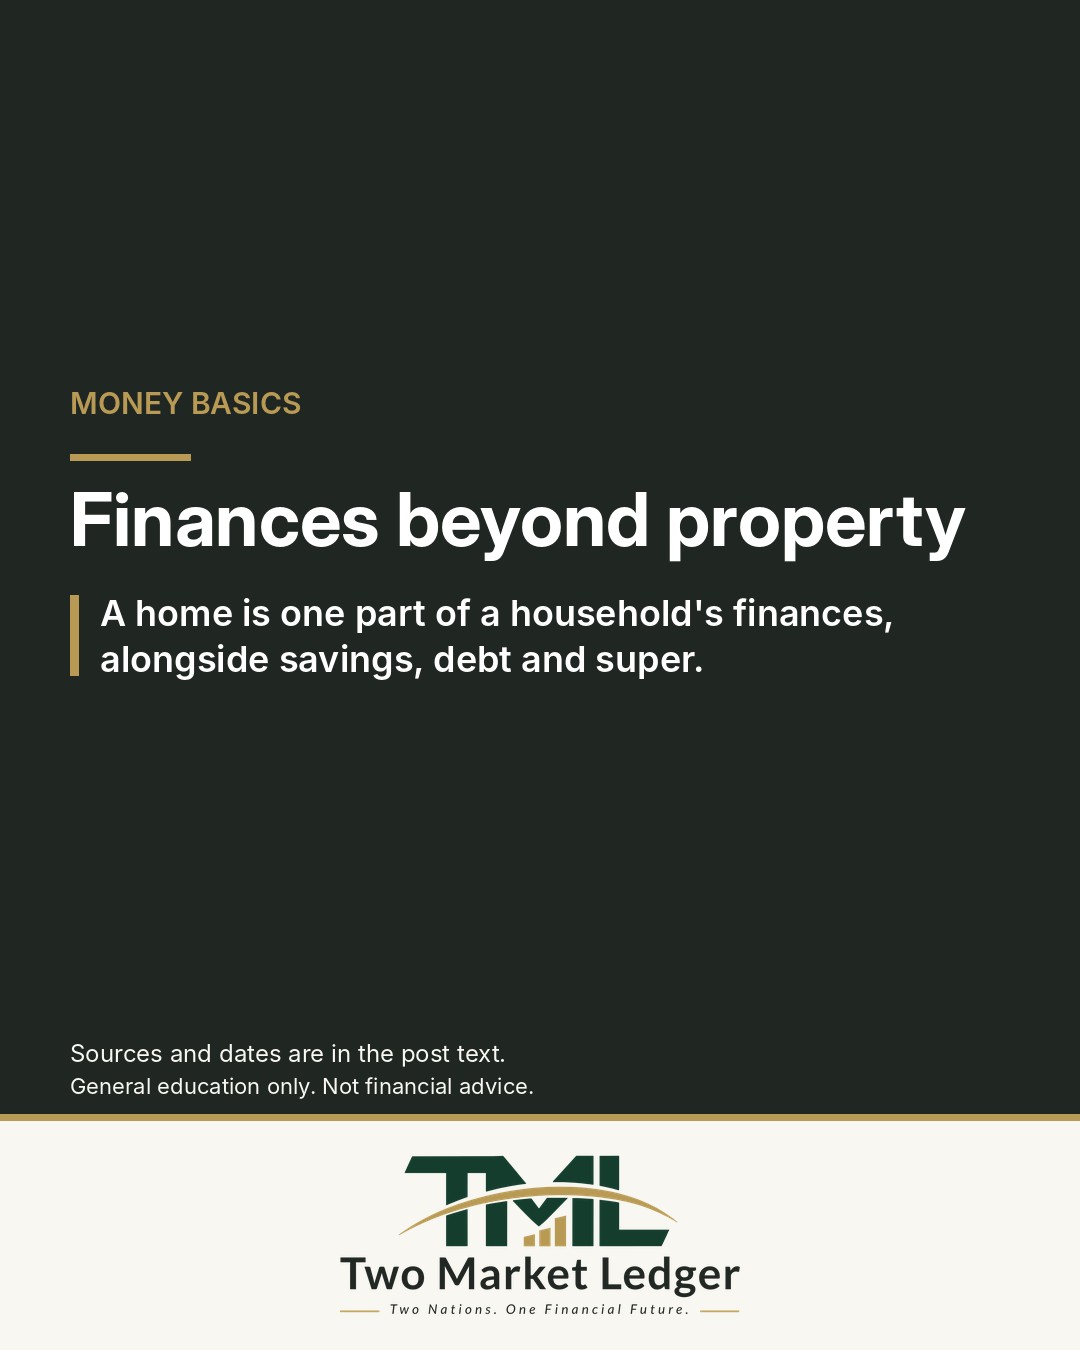 MONEY BASICS
Finances beyond property
A home is one part of a household's finances,
alongside savings, debt and super.
Sources and dates are in the post text.
General education only. Not financial advice.
TML
Two Market Ledger
Two Nations. One Financial Future.